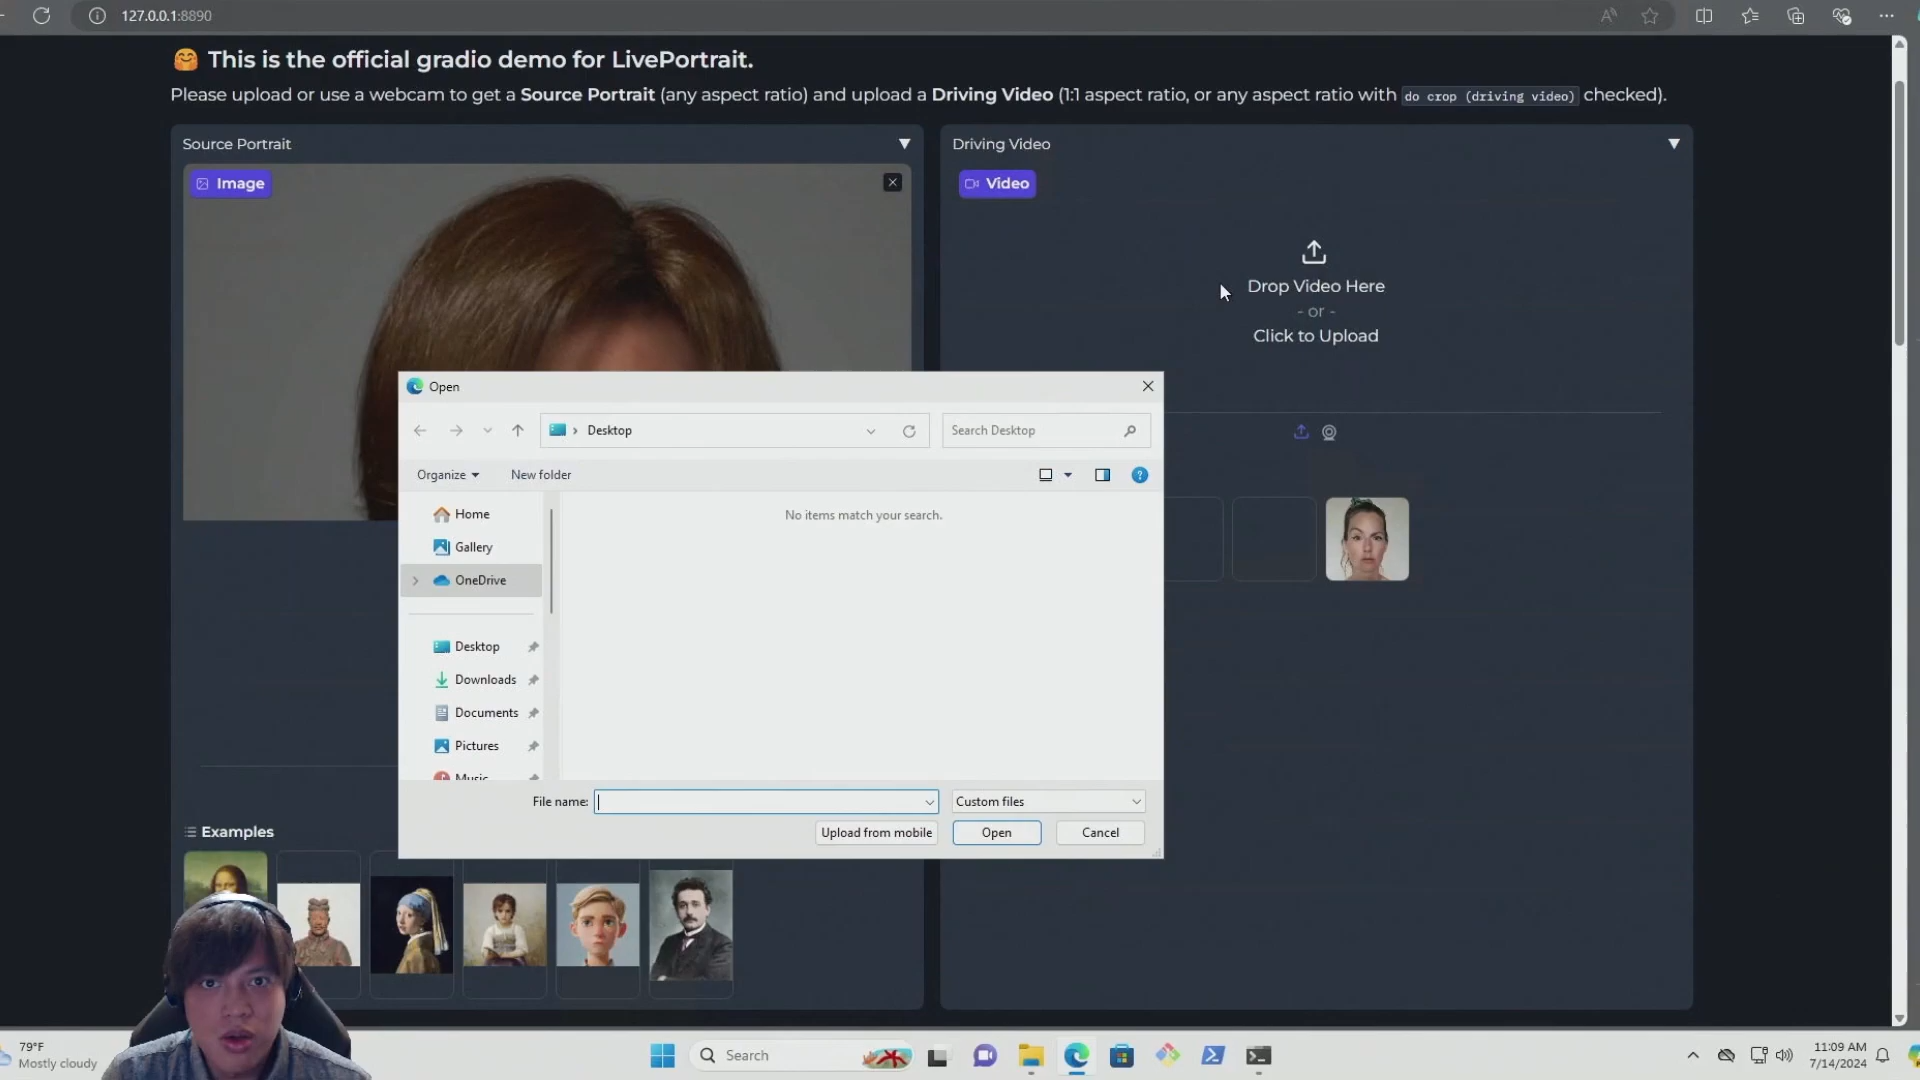 127.0.0.1:8890
🤗 This is the official gradio demo for LivePortrait.
Please upload or use a webcam to get a Source Portrait (any aspect ratio) and upload a Driving Video (1:1 aspect ratio, or any aspect ratio with do crop (driving video) checked).
Source Portrait
Image
Driving Video
Video
Drop Video Here
- or -
Click to Upload
Open
Desktop
Search Desktop
Organize
New folder
Home
Gallery
OneDrive
Desktop
Downloads
Documents
Pictures
Music
No items match your search.
File name:
Custom files
Upload from mobile
Open
Cancel
Examples
79°F
Mostly cloudy
Search
11:09 AM
7/14/2024